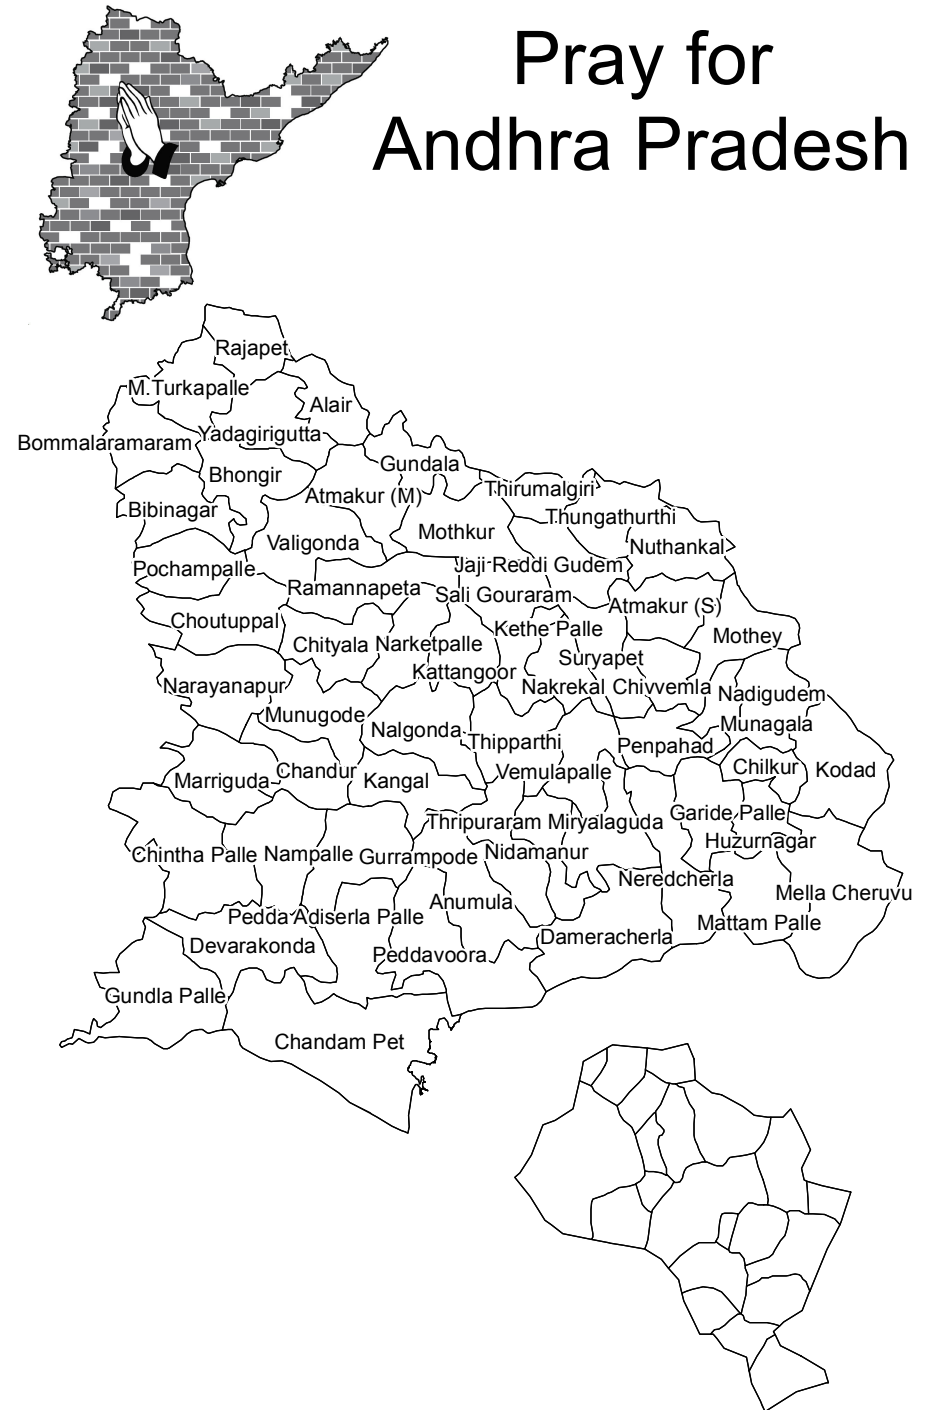 Pray for
Andhra Pradesh
Rajapet
M.Turkapalle
Alair
Bommalaramaram
Yadagirigutta
Bhongir
Gundala
Atmakur (M)
Thirumalgiri
Bibinagar
Thungathurthi
Mothkur
Valigonda
Nuthankal
Pochampalle
Jaji-Reddi Gudem
Ramannapeta
Sali Gouraram
Atmakur (S)
Choutuppal
Kethe Palle
Mothey
Chityala
Narketpalle
Suryapet
Kattangoor
Narayanapur
Nakrekal
Chivvemla
Nadigudem
Munugode
Munagala
Nalgonda
Thipparthi
Penpahad
Marriguda
Chandur
Kangal
Vemulapalle
Chilkur
Kodad
Garide Palle
Thripuraram
Miryalaguda
Huzurnagar
Chintha Palle
Nampalle
Gurrampode
Nidamanur
Neredcherla
Mella Cheruvu
Anumula
Pedda Adiserla Palle
Mattam Palle
Devarakonda
Dameracherla
Peddavoora
Gundla Palle
Chandam Pet